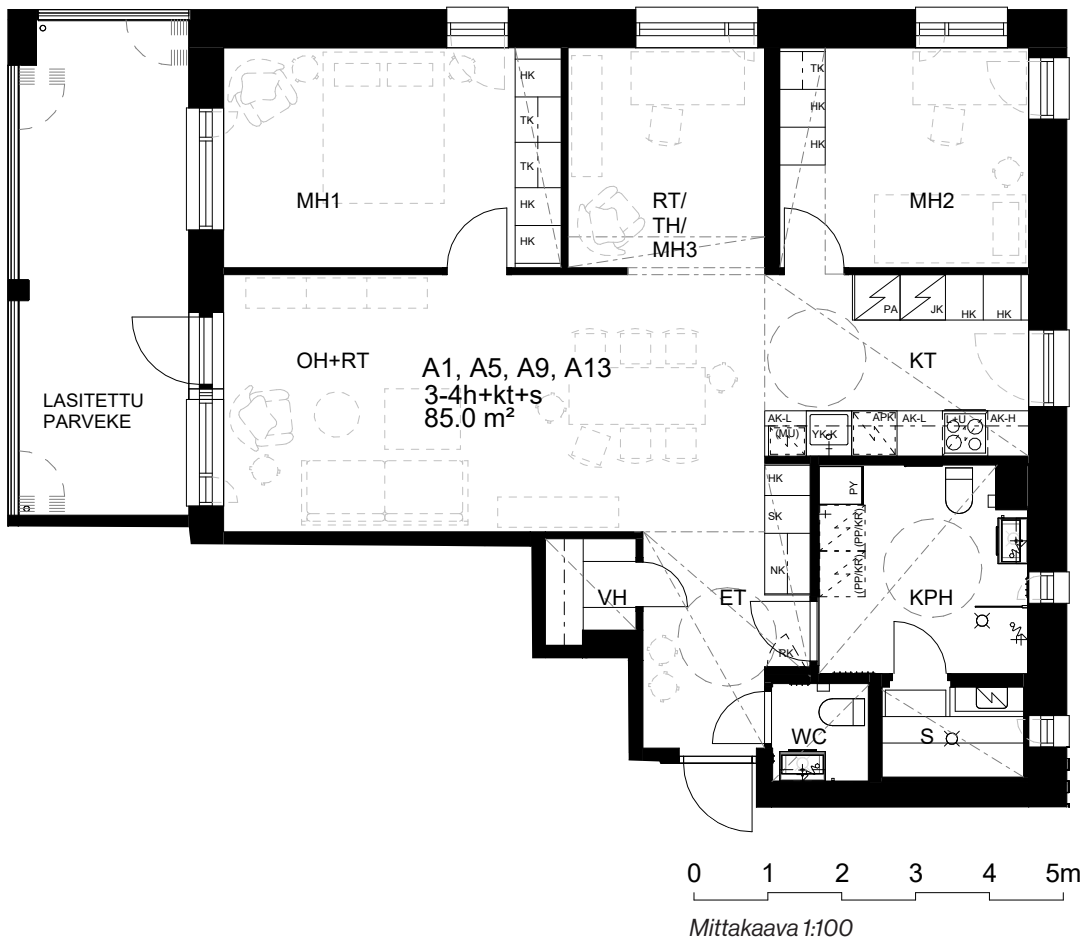 HK
TK
TK
HK
HK
TK
HK
HK
MH1
RT/
TH/
MH3
MH2
PA
JK
HK
HK
OH+RT
A1, A5, A9, A13
3-4h+kt+s
85.0 m²
KT
LASITETTU
PARVEKE
AK-L
(MU)
YK-K
APK
AK-L
L+U
AK-H
HK
SK
NK
PY
(PP/KR)
(PP/KR)
VH
ET
KPH
RK
WC
S
0 1 2 3 4 5m
Mittakaava 1:100